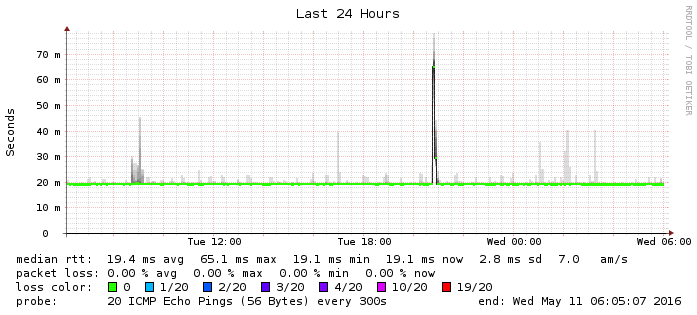 Last 24 Hours
RRDTOOL / TOBI OETIKER
Seconds
70 m
60 m
50 m
40 m
30 m
20 m
10 m
0
Tue 12:00 Tue 18:00 Wed 00:00 Wed 06:00
median rtt: 19.4 ms avg 65.1 ms max 19.1 ms min 19.1 ms now 2.8 ms sd 7.0 am/s
packet loss: 0.00 % avg 0.00 % max 0.00 % min 0.00 % now
loss color: 0 1/20 2/20 3/20 4/20 10/20 19/20
probe: 20 ICMP Echo Pings (56 Bytes) every 300s end: Wed May 11 06:05:07 2016